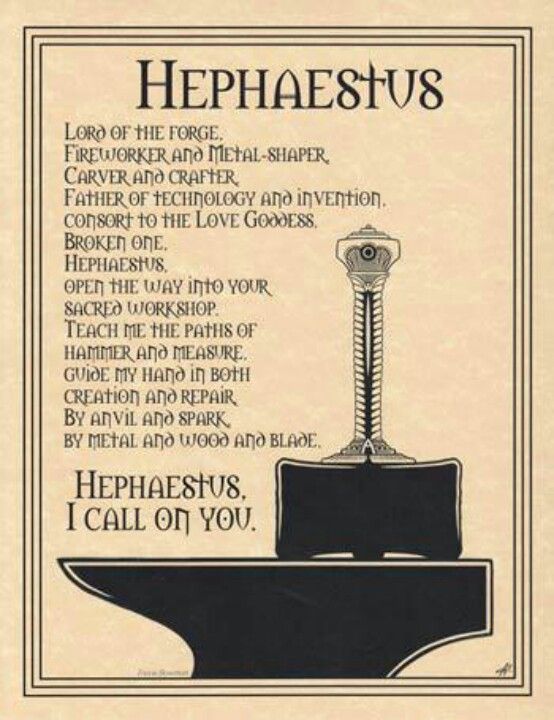 Hephaestus
Lord of the forge,
Fireworker and Metal-shaper,
Carver and crafter,
Father of technology and invention,
consort to the Love Goddess,
Broken one,
Hephaestus,
open the way into your
sacred workshop.
Teach me the paths of
hammer and measure,
guide my hand in both
creation and repair,
By anvil and spark,
by metal and wood and blade,
Hephaestus,
I call on you.